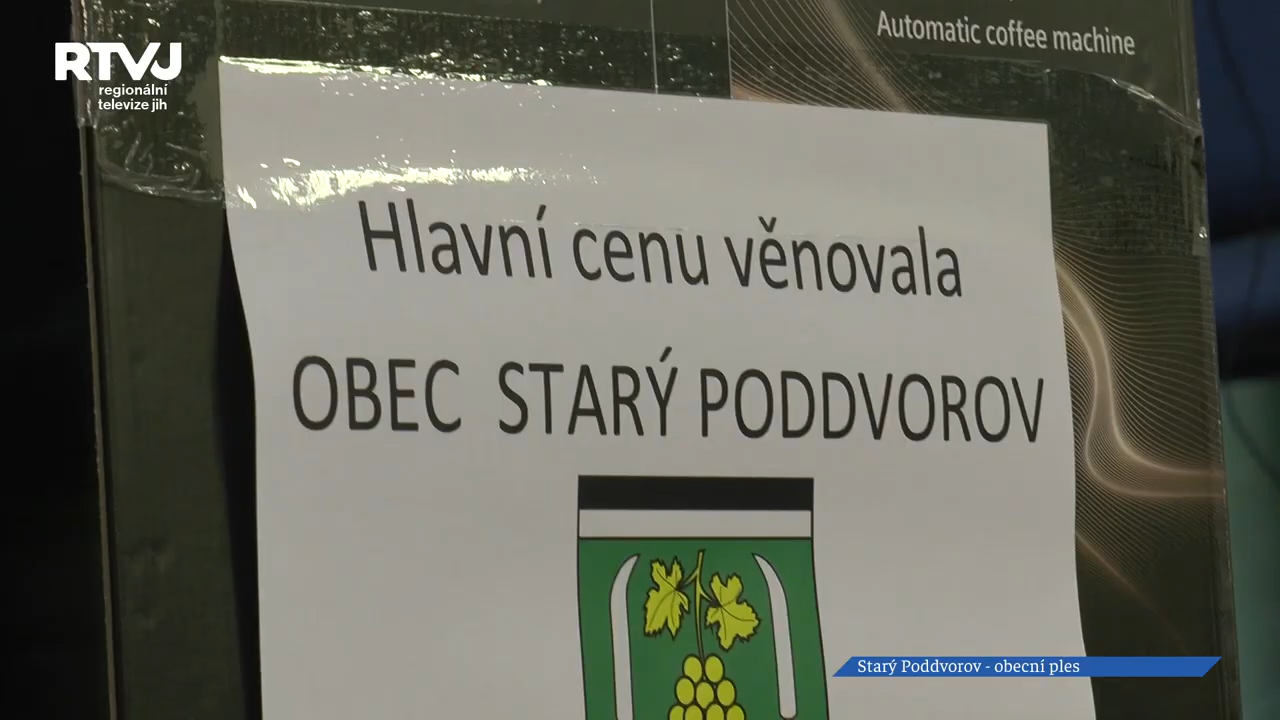 RTVJ
regionální
televize jih
Automatic coffee machine
Hlavní cenu věnovala
OBEC STARÝ PODDVOROV
Starý Poddvorov - obecní ples